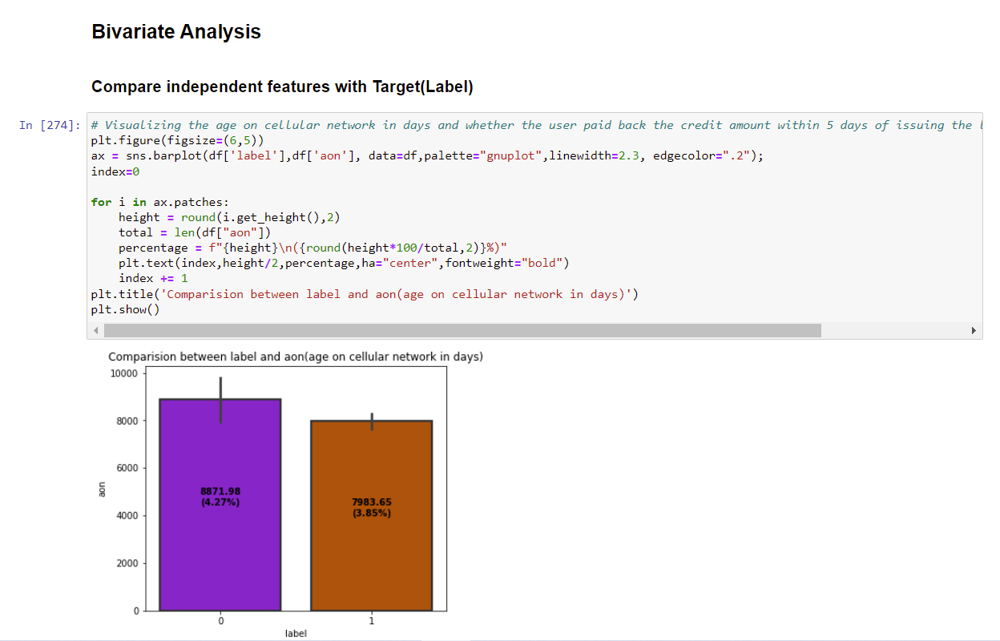 Bivariate Analysis
Compare independent features with Target(Label)
In [274]:
# Visualizing the age on cellular network in days and whether the user paid back the credit amount within 5 days of issuing the
plt.figure(figsize=(6,5))
ax = sns.barplot(df['label'],df['aon'], data=df,palette="gnuplot",linewidth=2.3, edgecolor=".2");
index=0
for i in ax.patches:
    height = round(i.get_height(),2)
    total = len(df["aon"])
    percentage = f"{height}\n({round(height*100/total,2)}%)"
    plt.text(index,height/2,percentage,ha="center",fontweight="bold")
    index += 1
plt.title('Comparision between label and aon(age on cellular network in days)')
plt.show()
Comparision between label and aon(age on cellular network in days)
10000
8000
6000
4000
2000
0
aon
8871.98
(4.27%)
7983.65
(3.85%)
0
1
label